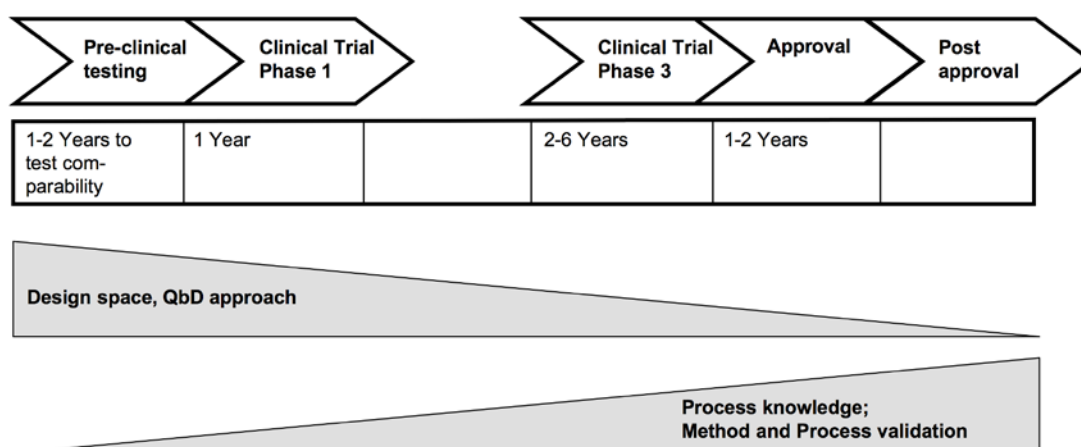 Pre-clinical
testing
Clinical Trial
Phase 1
Clinical Trial
Phase 3
Approval
Post
approval
1-2 Years to
test com-
parability
1 Year
2-6 Years
1-2 Years
Design space, QbD approach
Process knowledge;
Method and Process validation